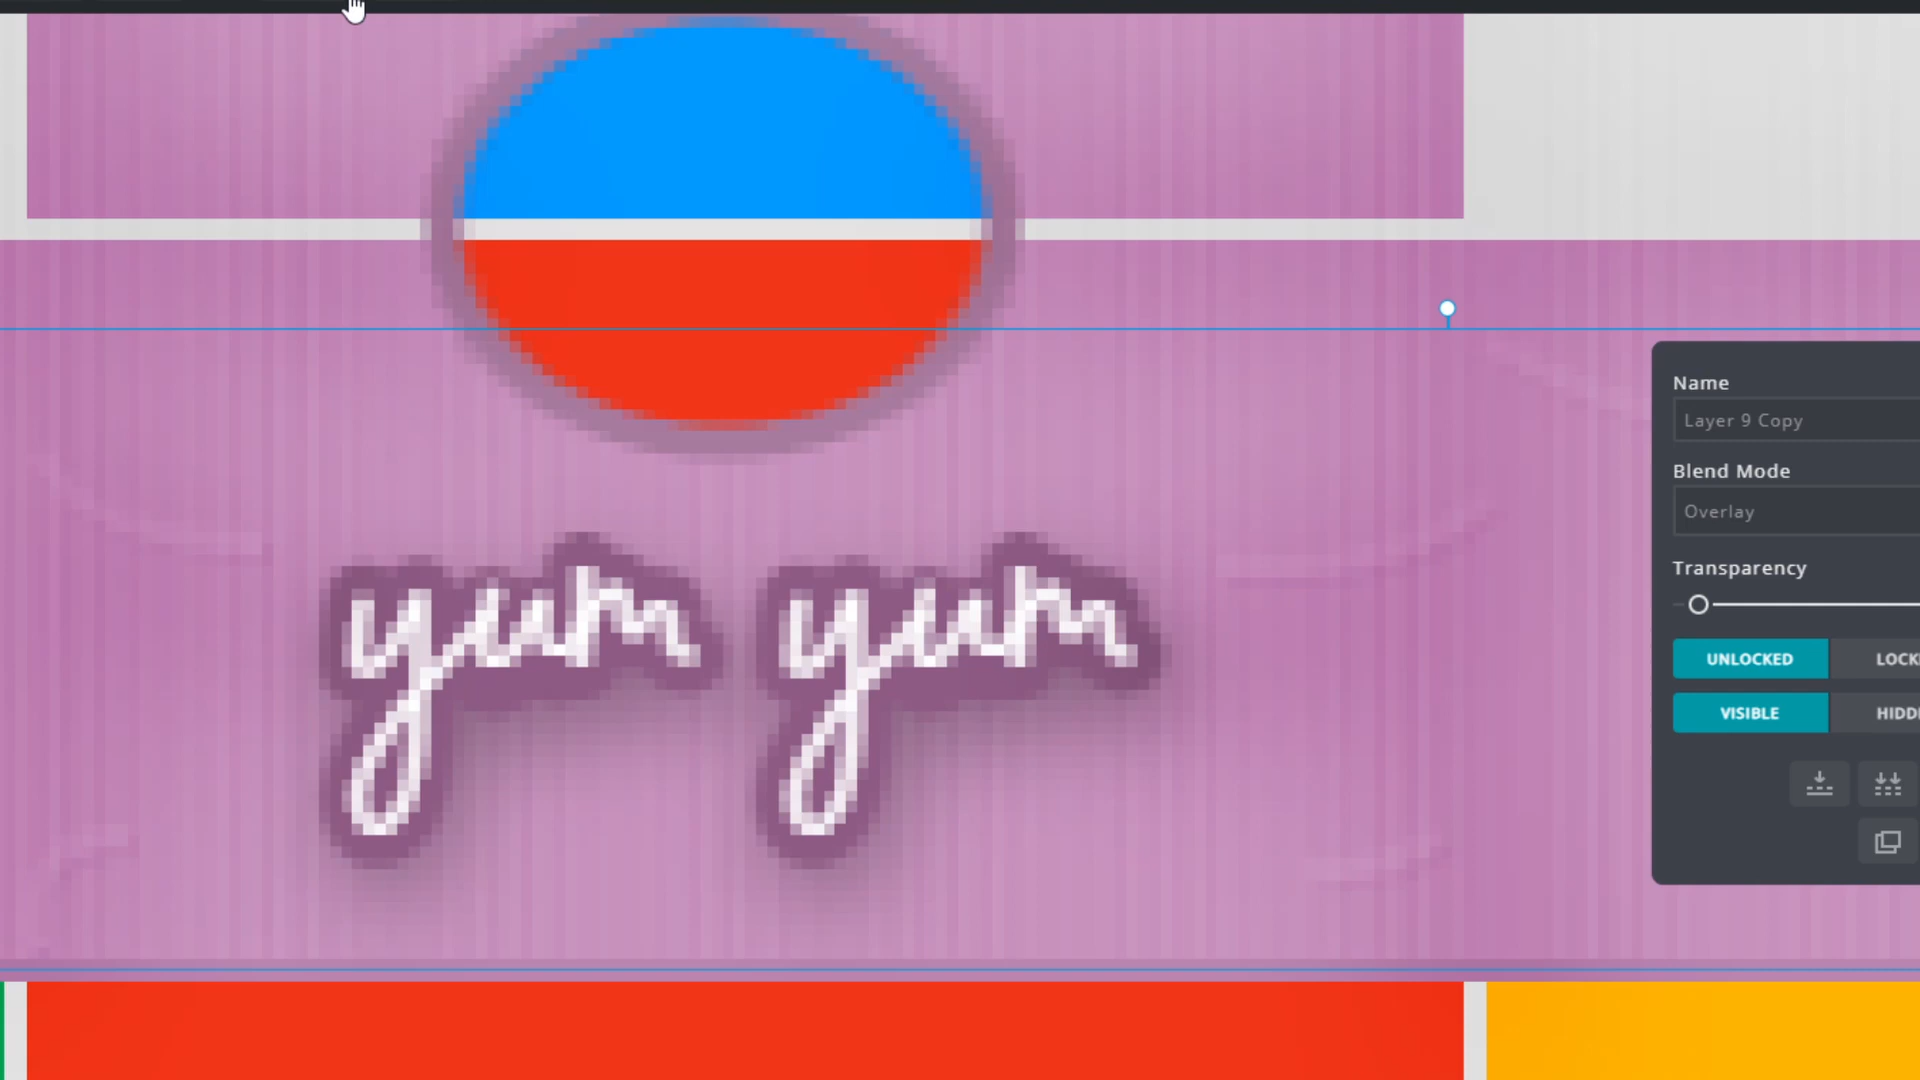 Name
Layer 9 Copy
Blend Mode
Overlay
yum yum
Transparency
UNLOCKED
VISIBLE